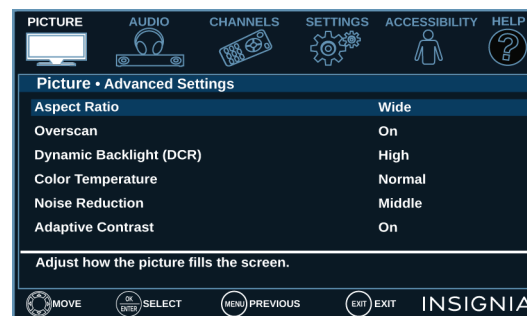 PICTURE AUDIO CHANNELS SETTINGS ACCESSIBILITY HELP
?
Picture • Advanced Settings
Aspect Ratio Wide
Overscan On
Dynamic Backlight (DCR) High
Color Temperature Normal
Noise Reduction Middle
Adaptive Contrast On
Adjust how the picture fills the screen.
MOVE OK ENTER SELECT MENU PREVIOUS EXIT EXIT INSIGNIA